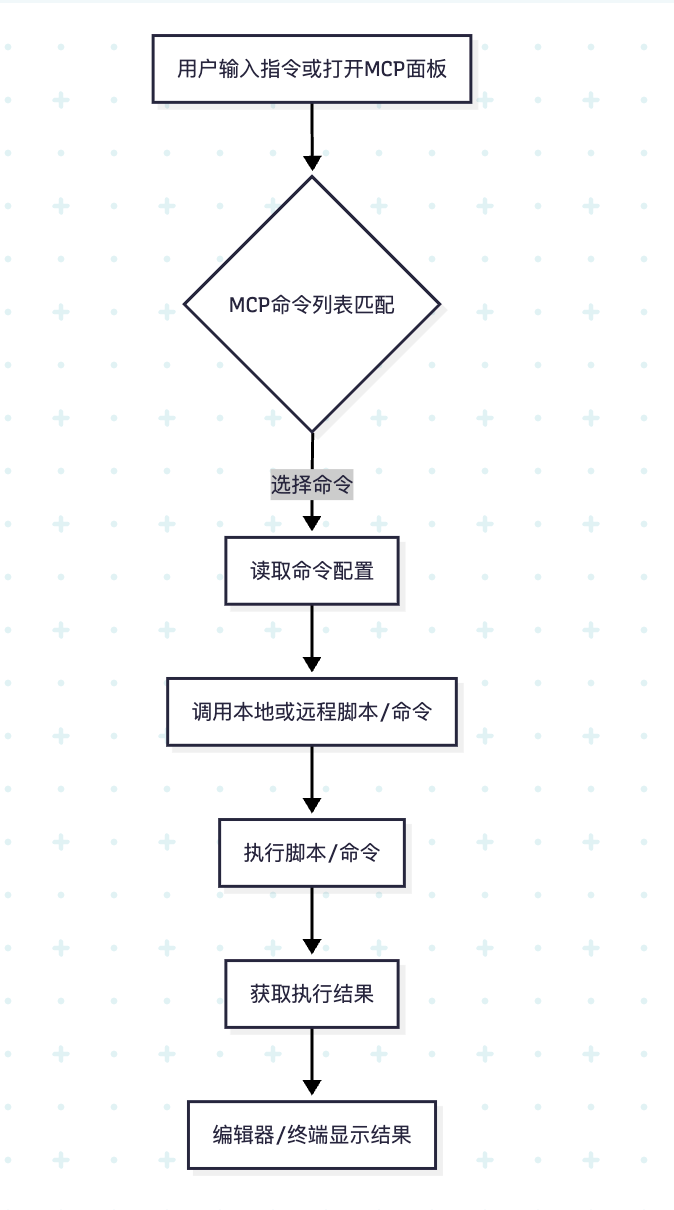 用户输入指令或打开MCP面板
MCP命令列表匹配
选择命令
读取命令配置
调用本地或远程脚本/命令
执行脚本/命令
获取执行结果
编辑器/终端显示结果